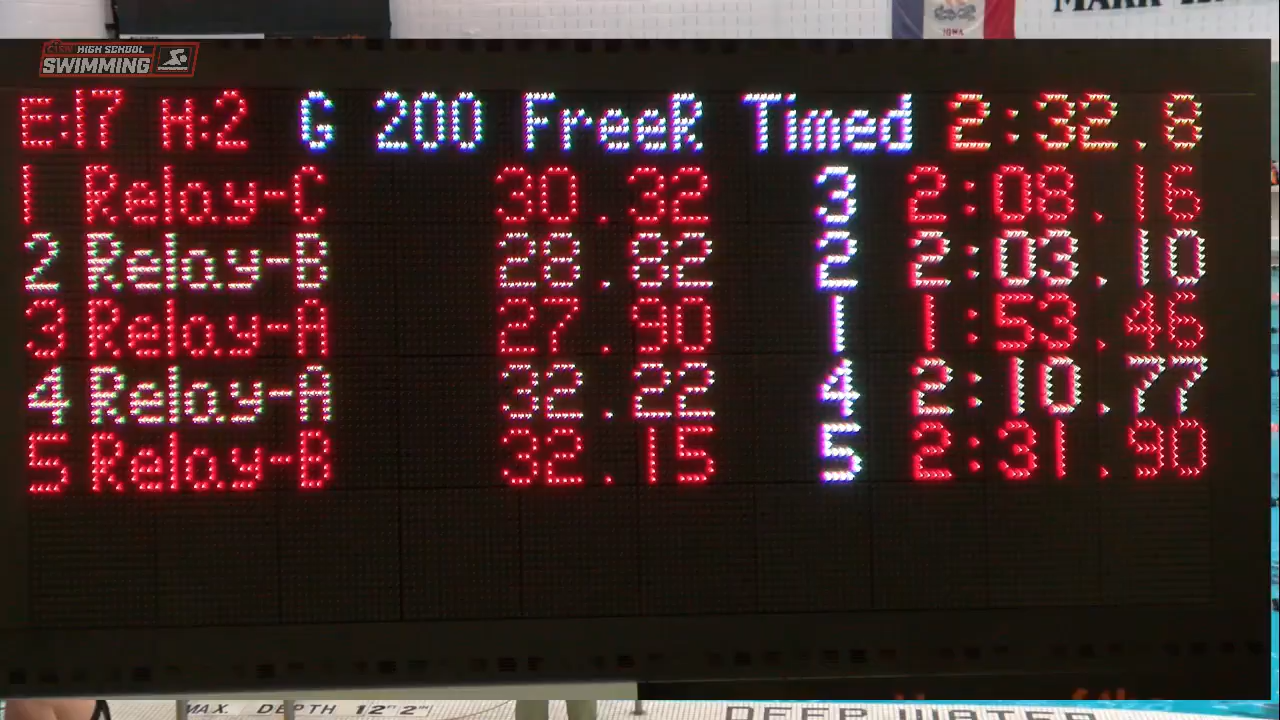 IOWA
CISN HIGH SCHOOL
SWIMMING
E:17 H:2 G 200 FreeR Timed 2:32.8
1 Relay-C 30.32 3 2:08.16
2 Relay-B 28.82 2 2:03.10
3 Relay-A 27.90 1 1:53.46
4 Relay-A 32.22 4 2:10.77
5 Relay-B 32.15 5 2:31.90
MAX. DEPTH 12' 2"
DEEP WATER